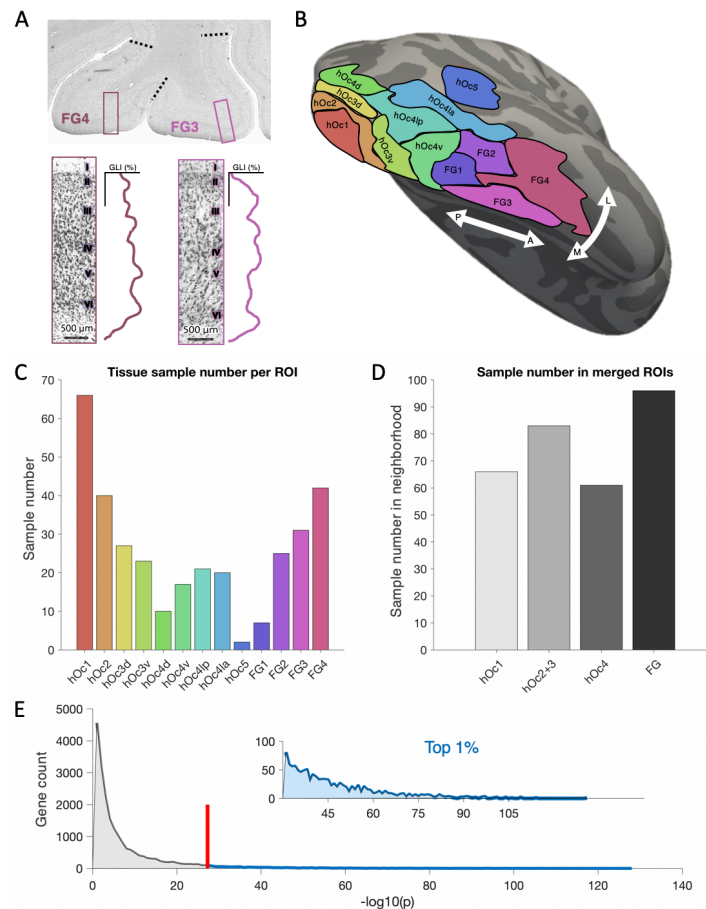 A
FG4
FG3
GLI (%)
I
II
III
IV
V
VI
500 µm
GLI (%)
I
II
III
IV
V
VI
500 µm
B
hOc4d
hOc3d
hOc2
hOc1
hOc3v
hOc4lp
hOc4la
hOc5
hOc4v
FG1
FG2
FG3
FG4
P
A
L
M
C
Tissue sample number per ROI
Sample number
70
60
50
40
30
20
10
0
hOc1 hOc2 hOc3d hOc3v hOc4d hOc4v hOc4lp hOc4la hOc5 FG1 FG2 FG3 FG4
D
Sample number in merged ROIs
Sample number in neighborhood
100
90
80
70
60
50
40
30
20
10
0
hOc1 hOc2+3 hOc4 FG
E
Gene count
5000
4000
3000
2000
1000
0
0 20 40 60 80 100 120 140
-log10(p)
Top 1%
100
50
0
45 60 75 90 105